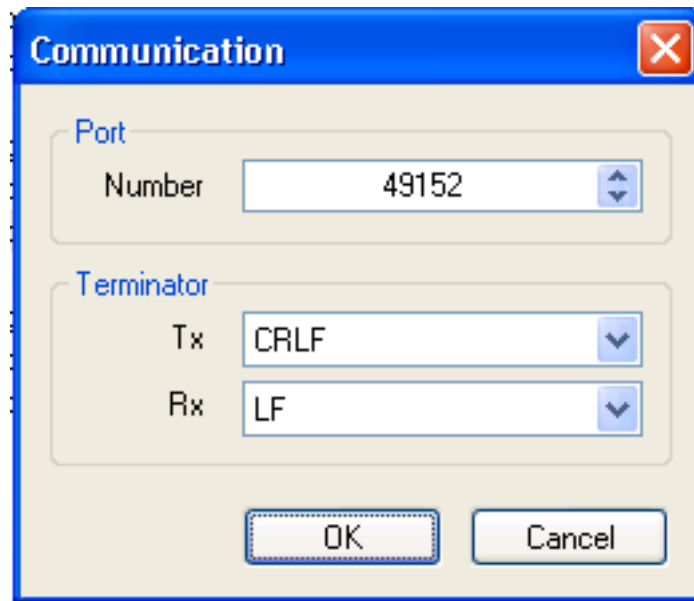 Communication
Port
Number 49152
Terminator
Tx CRLF
Rx LF
OK Cancel